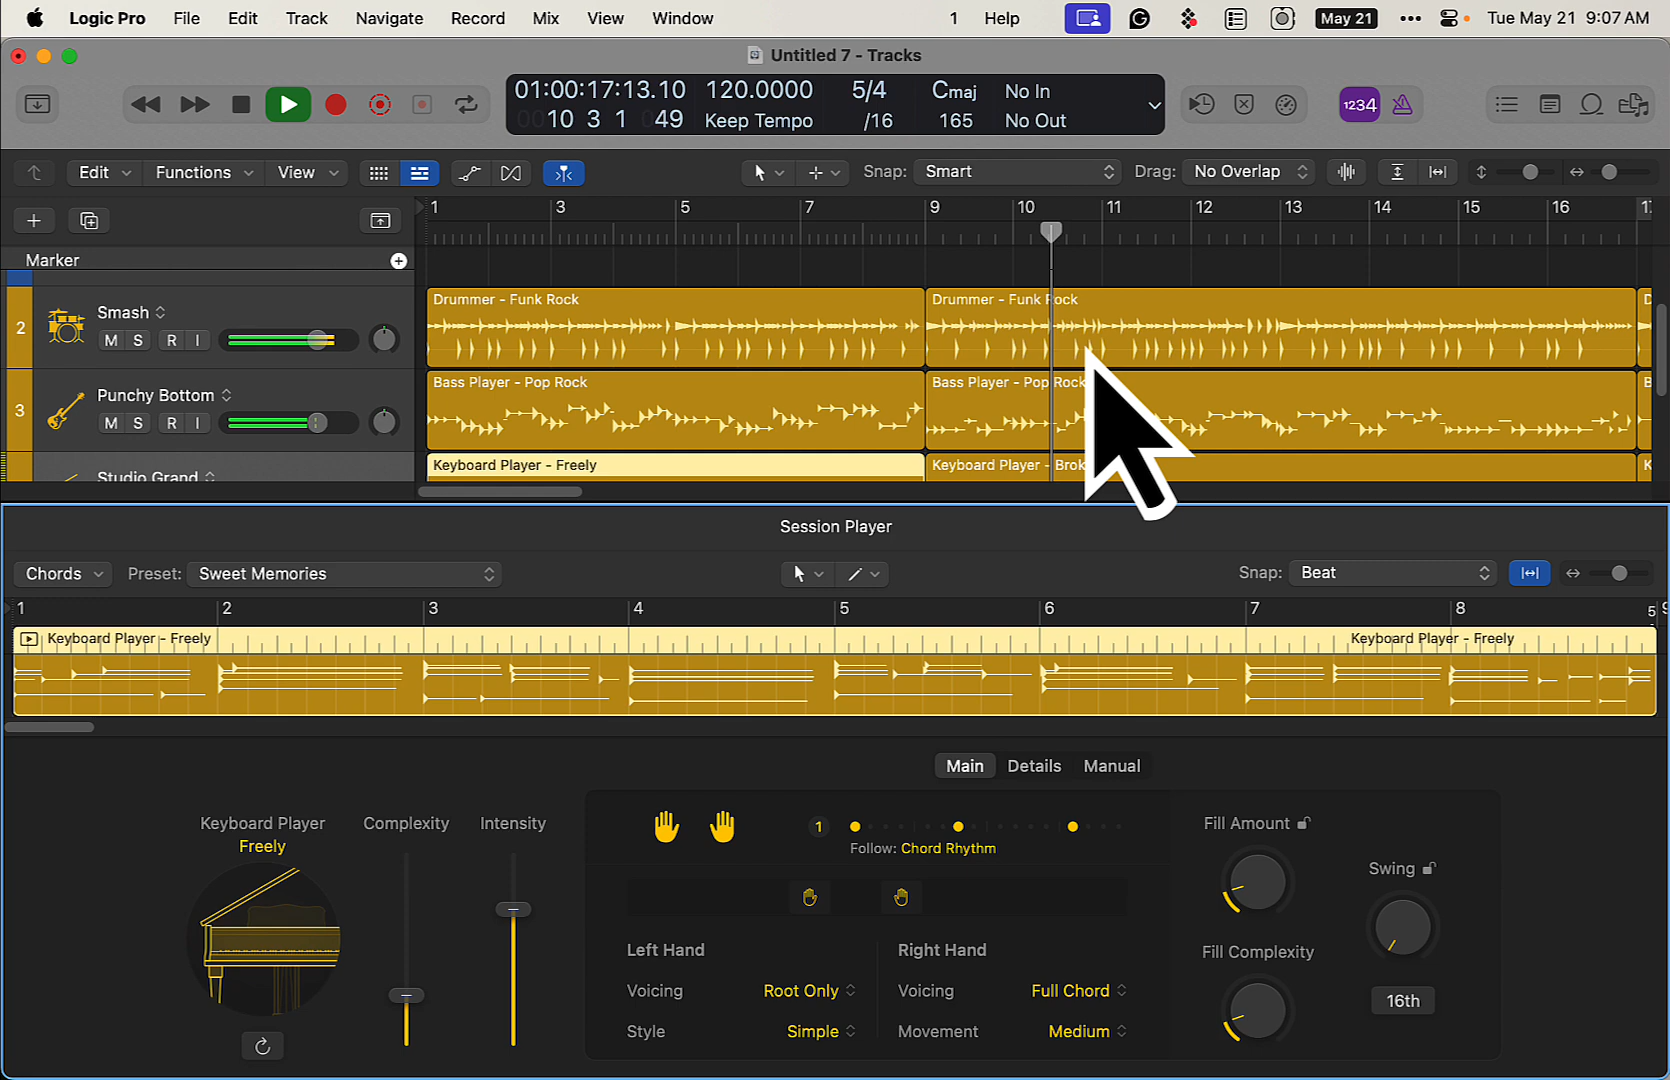 Logic Pro File Edit Track Navigate Record Mix View Window 1 Help May 21 Tue May 21 9:07 AM
Untitled 7 - Tracks
01:00:17:13.10 120.0000 5/4 Cmaj No In
0010 3 1 049 Keep Tempo /16 165 No Out
1234
Edit Functions View Snap: Smart Drag: No Overlap
1 3 5 7 9 10 11 12 13 14 15 16
Marker
2 Smash
M S R I
Drummer - Funk Rock Drummer - Funk Rock
3 Punchy Bottom
M S R I
Bass Player - Pop Rock Bass Player - Pop Rock B
Studio Grand
Keyboard Player - Freely Keyboard Player - Brok K
Session Player
Chords Preset: Sweet Memories Snap: Beat
1 2 3 4 5 6 7 8
Keyboard Player - Freely Keyboard Player - Freely
Main Details Manual
Keyboard Player
Freely
Complexity Intensity
1
Follow: Chord Rhythm
Fill Amount
Swing
Fill Complexity
16th
Left Hand Right Hand
Voicing Root Only Voicing Full Chord
Style Simple Movement Medium